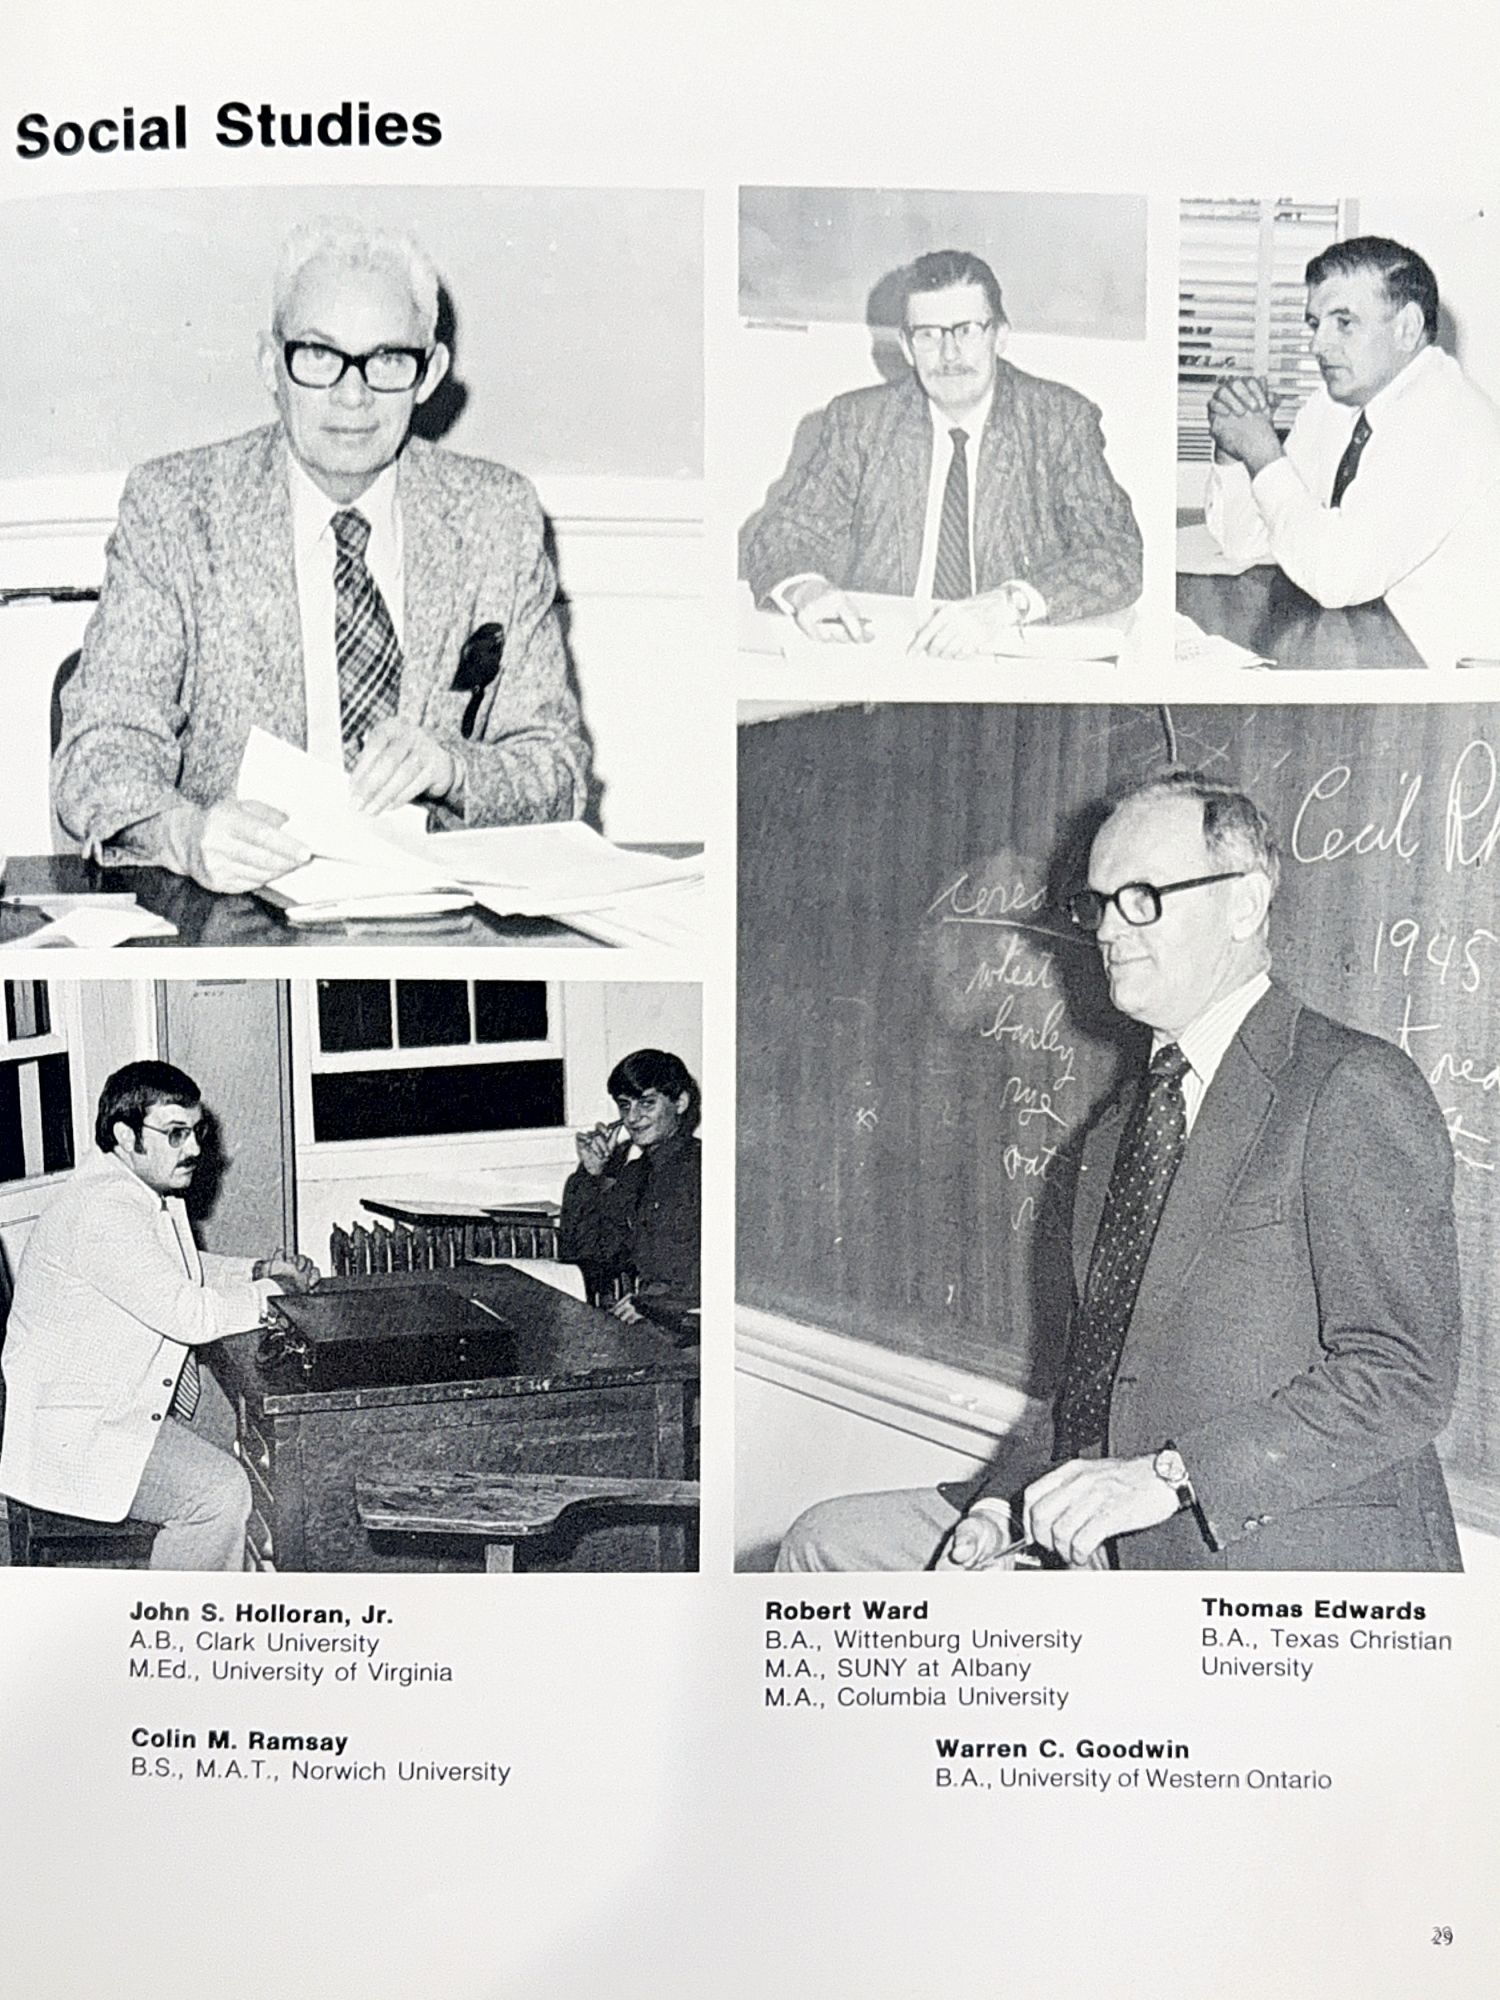 Social Studies
Cecil
1945
wheat
barley
rye
oat
John S. Holloran, Jr.
A.B., Clark University
M.Ed., University of Virginia
Colin M. Ramsay
B.S., M.A.T., Norwich University
Robert Ward
B.A., Wittenburg University
M.A., SUNY at Albany
M.A., Columbia University
Thomas Edwards
B.A., Texas Christian
University
Warren C. Goodwin
B.A., University of Western Ontario
29